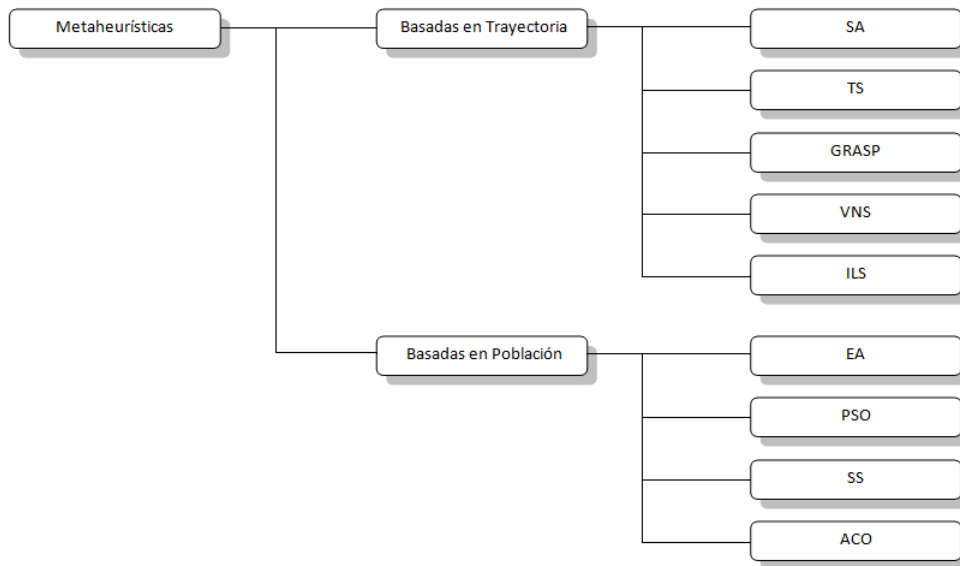 Metaheurísticas
Basadas en Trayectoria
SA
TS
GRASP
VNS
ILS
Basadas en Población
EA
PSO
SS
ACO